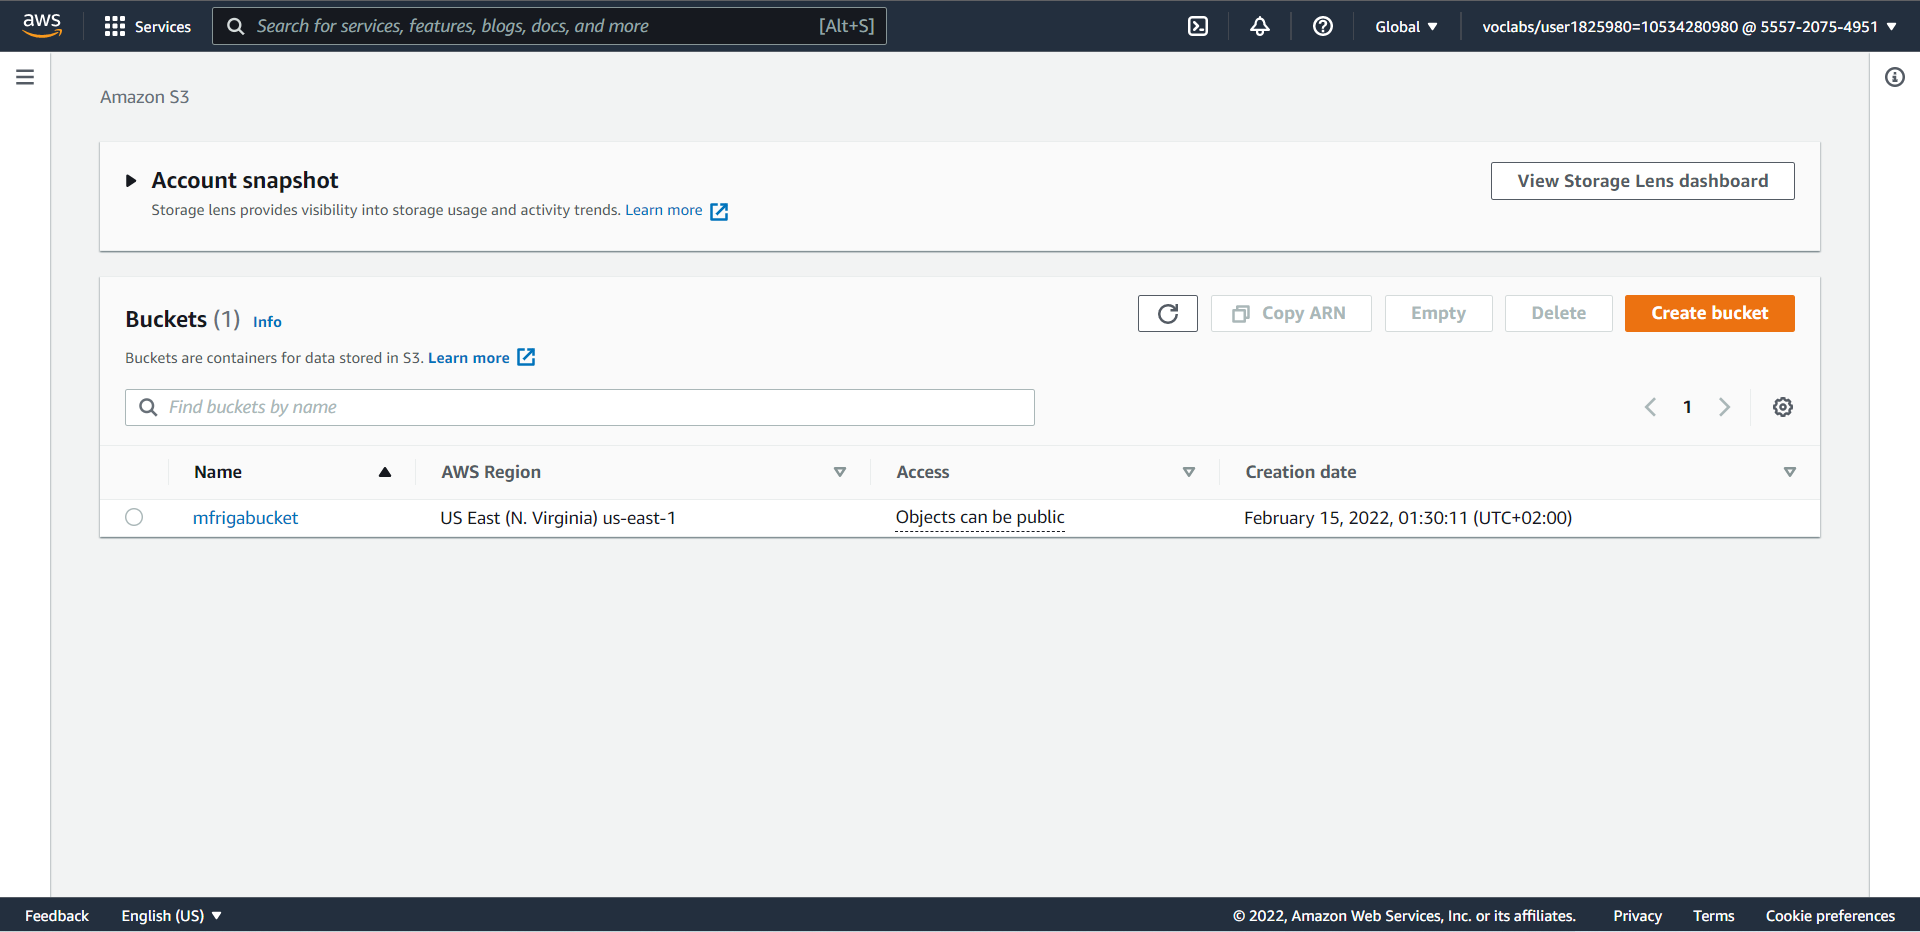 aws Services Search for services, features, blogs, docs, and more [Alt+S] Global voclabs/user1825980=10534280980 @ 5557-2075-4951
Amazon S3
Account snapshot View Storage Lens dashboard
Storage lens provides visibility into storage usage and activity trends. Learn more
Buckets (1) Info Copy ARN Empty Delete Create bucket
Buckets are containers for data stored in S3. Learn more
Find buckets by name 1
Name AWS Region Access Creation date
mfrigabucket US East (N. Virginia) us-east-1 Objects can be public February 15, 2022, 01:30:11 (UTC+02:00)
Feedback English (US) © 2022, Amazon Web Services, Inc. or its affiliates. Privacy Terms Cookie preferences